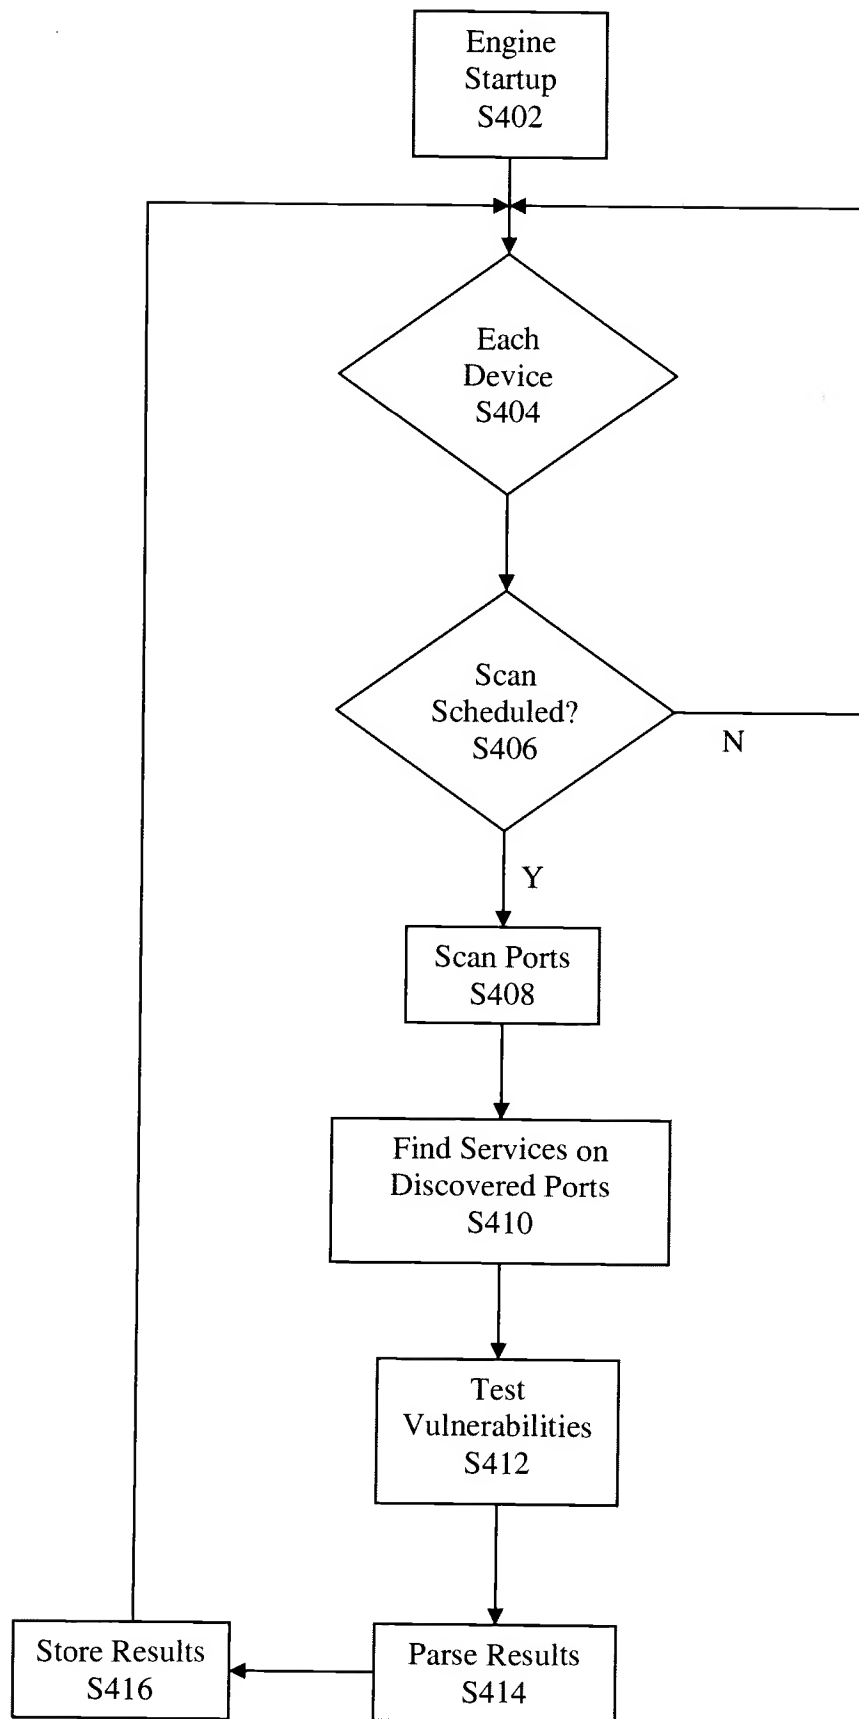 Engine
Startup
S402
Each
Device
S404
Scan
Scheduled?
S406
N
Y
Scan Ports
S408
Find Services on
Discovered Ports
S410
Test
Vulnerabilities
S412
Store Results
S416
Parse Results
S414